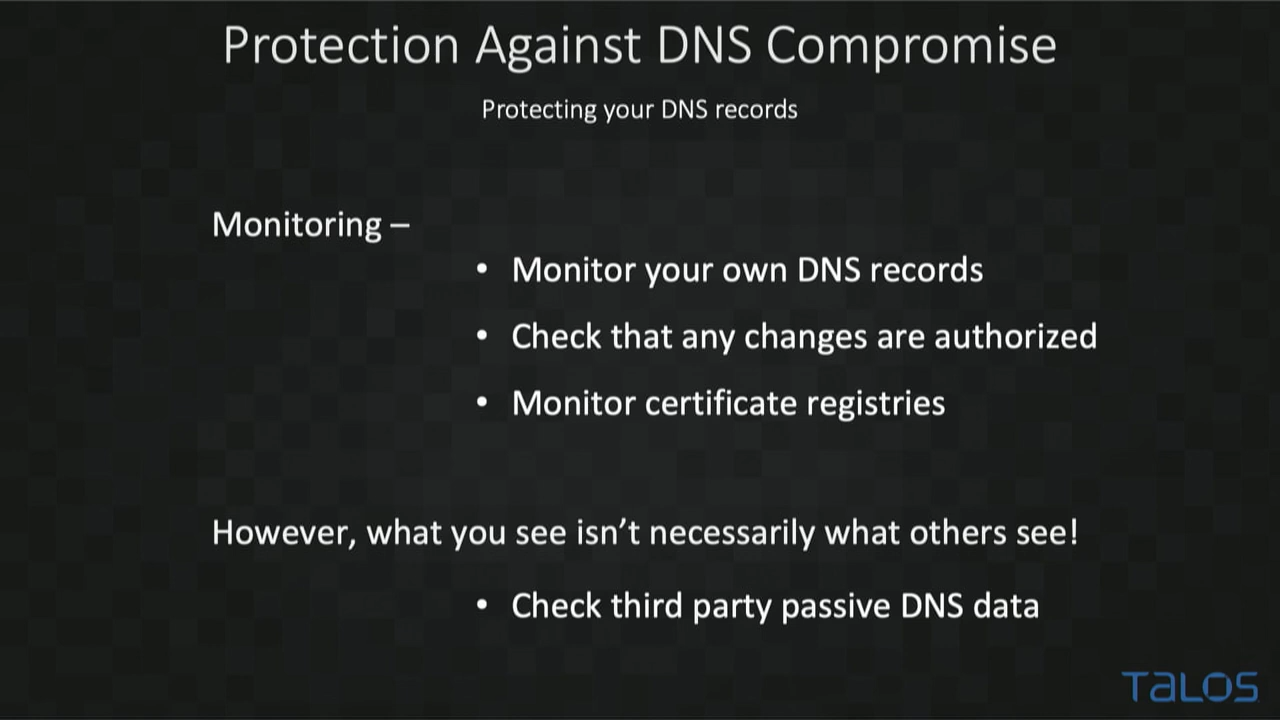 Protection Against DNS Compromise
Protecting your DNS records
Monitoring –
• Monitor your own DNS records
• Check that any changes are authorized
• Monitor certificate registries
However, what you see isn’t necessarily what others see!
• Check third party passive DNS data
TALOS